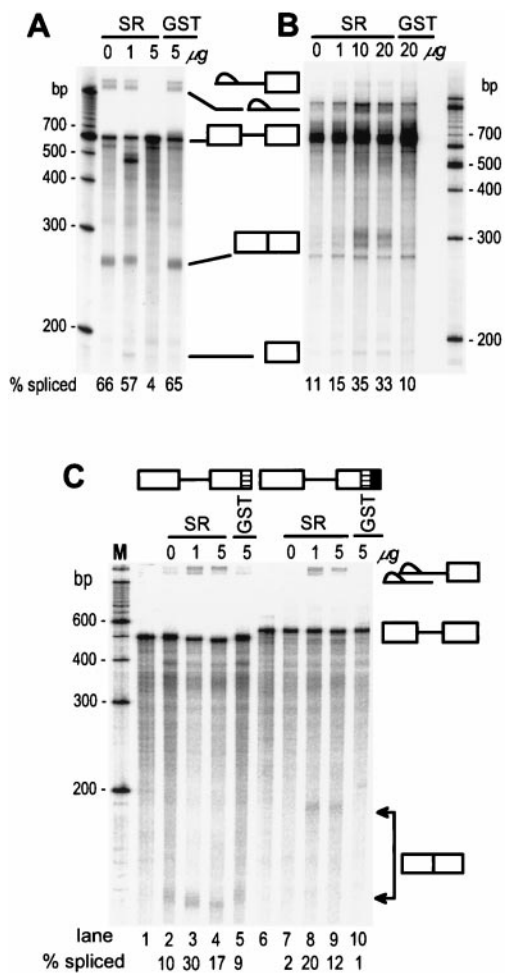 A
SR GST
0 1 5 5 µg
bp
700 -
500 -
400 -
300 -
200 -
% spliced 66 57 4 65
B
SR GST
0 1 10 20 20
bp
- 700
- 500
- 400
- 300
- 200
11 15 35 33 10
C
SR GST SR GST
M 0 1 5 5 0 1 5 5 µg
bp
600 -
400 -
300 -
200 -
lane 1 2 3 4 5 6 7 8 9 10
% spliced 10 30 17 9 2 20 12 1